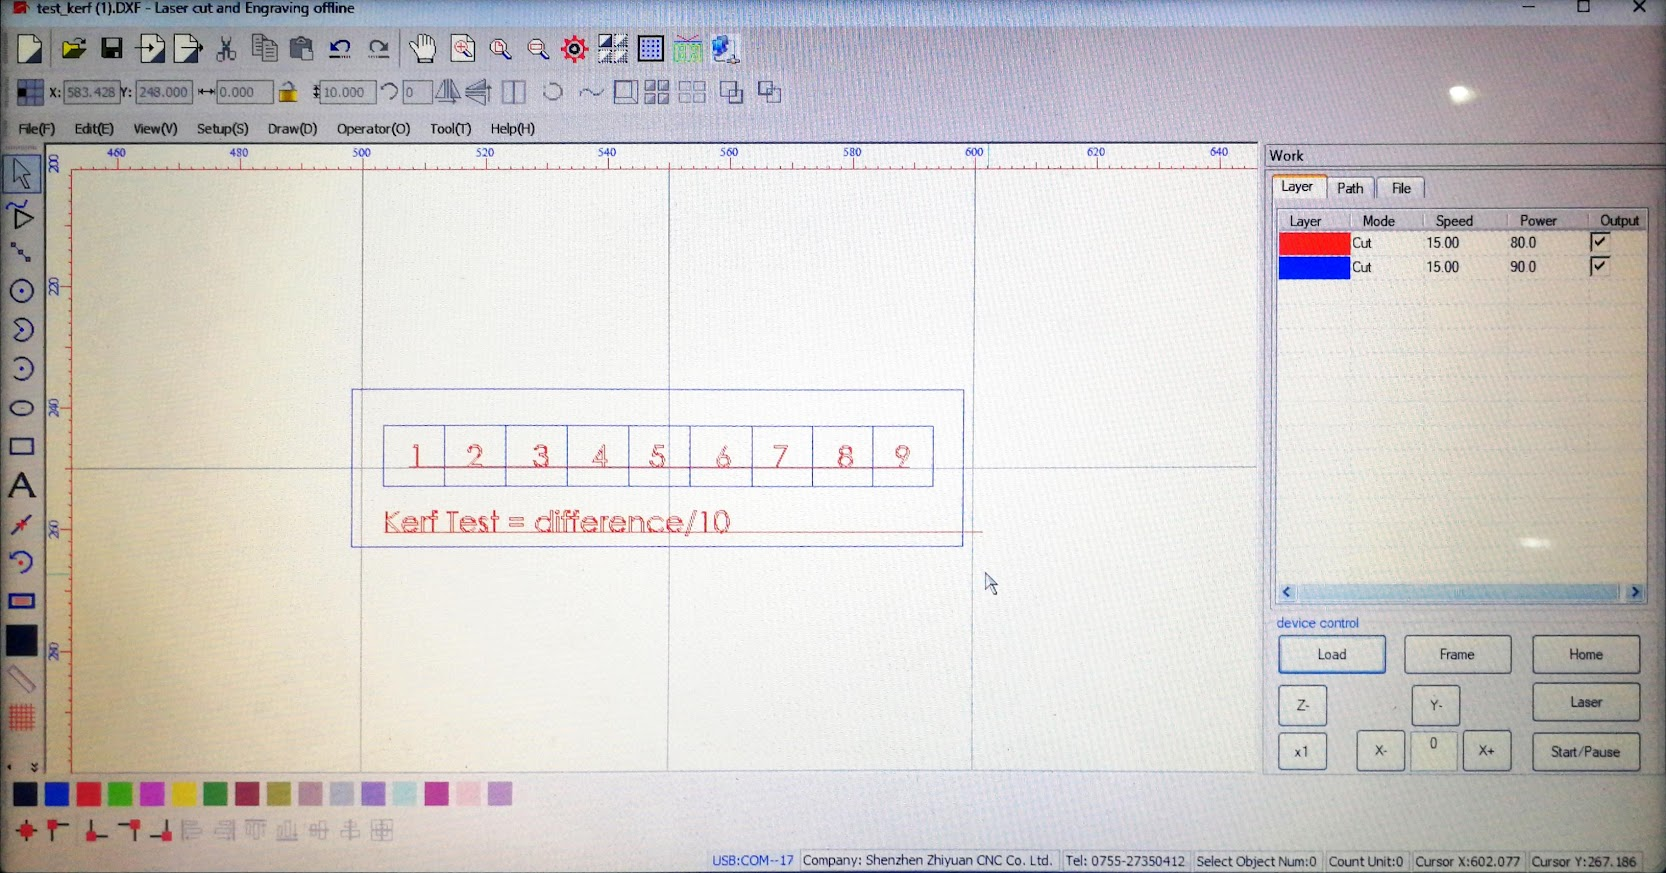 test_kerf (1).DXF - Laser cut and Engraving offline
X: 583.428 Y: 248.000 0.000 10.000 0
File(F) Edit(E) View(V) Setup(S) Draw(D) Operator(O) Tool(T) Help(H)
460 480 500 520 540 560 580 600 620 640
200
220
240
260
280
1 2 3 4 5 6 7 8 9
Kerf Test = difference/10
Work
Layer Path File
Layer Mode Speed Power Output
Cut 15.00 80.0
Cut 15.00 90.0
device control
Load Frame Home
Z- Y- Laser
x1 X- 0 X+ Start/Pause
USB:COM--17 Company: Shenzhen Zhiyuan CNC Co. Ltd. Tel: 0755-27350412 Select Object Num:0 Count Unit:0 Cursor X:602.077 Cursor Y:267.186